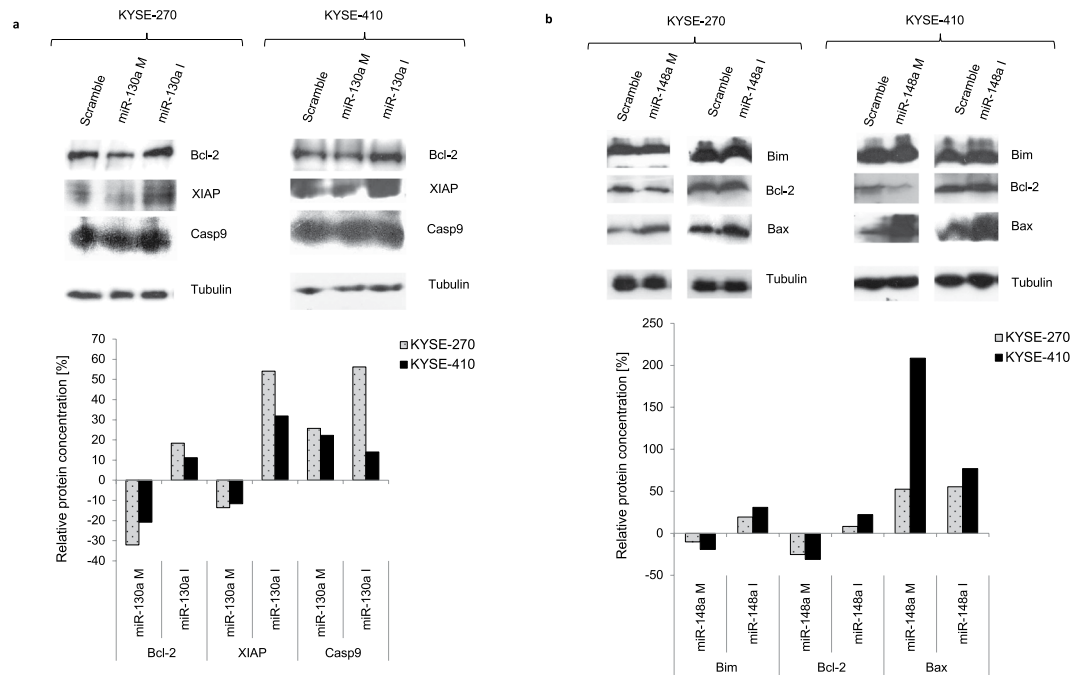 a
KYSE-270
KYSE-410
Scramble
miR-130a M
miR-130a I
Scramble
miR-130a M
miR-130a I
Bcl-2
Bcl-2
XIAP
XIAP
Casp9
Casp9
Tubulin
Tubulin
Relative protein concentration [%]
70
60
50
40
30
20
10
0
-10
-20
-30
-40
KYSE-270
KYSE-410
miR-130a M
miR-130a I
miR-130a M
miR-130a I
miR-130a M
miR-130a I
Bcl-2
XIAP
Casp9
b
KYSE-270
KYSE-410
Scramble
miR-148a M
Scramble
miR-148a I
Scramble
miR-148a M
Scramble
miR-148a I
Bim
Bim
Bcl-2
Bcl-2
Bax
Bax
Tubulin
Tubulin
Relative protein concentration [%]
250
200
150
100
50
0
-50
KYSE-270
KYSE-410
miR-148a M
miR-148a I
miR-148a M
miR-148a I
miR-148a M
miR-148a I
Bim
Bcl-2
Bax